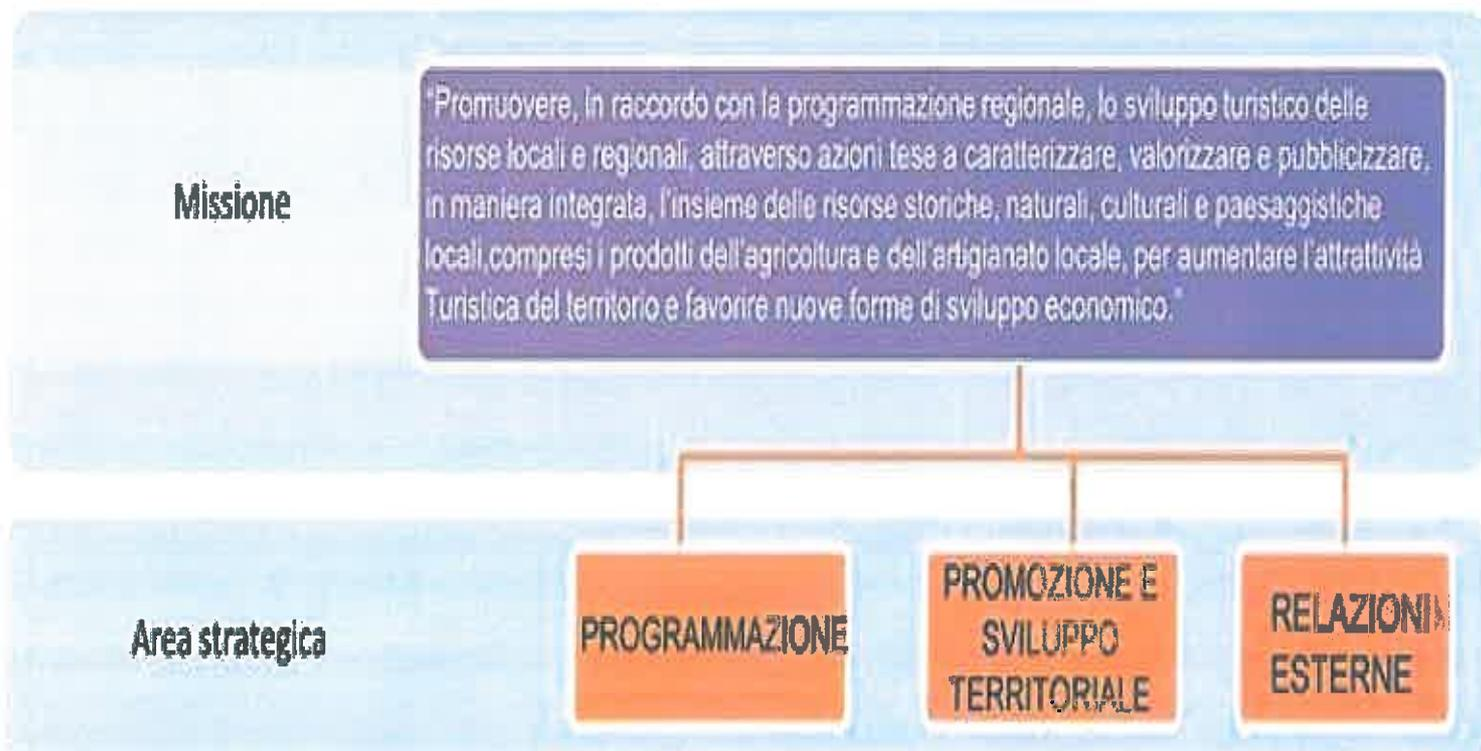 Missione
"Promuovere, In raccordo con la programmazione regionale, lo sviluppo turistico delle
risorse locali e regionali, attraverso azioni tese a caratterizzare, valorizzare e pubblicizzare,
in maniera integrata, l'insieme delle risorse storiche, naturali, culturali e paesaggistiche
locali,compresi i prodotti dell'agricoltura e dell'artigianato locale, per aumentare l'attrattività
Turistica del territorio e favorire nuove forme di sviluppo economico."
Area strategica
PROGRAMMAZIONE
PROMOZIONE E
SVILUPPO
TERRITORIALE
RELAZIONI
ESTERNE